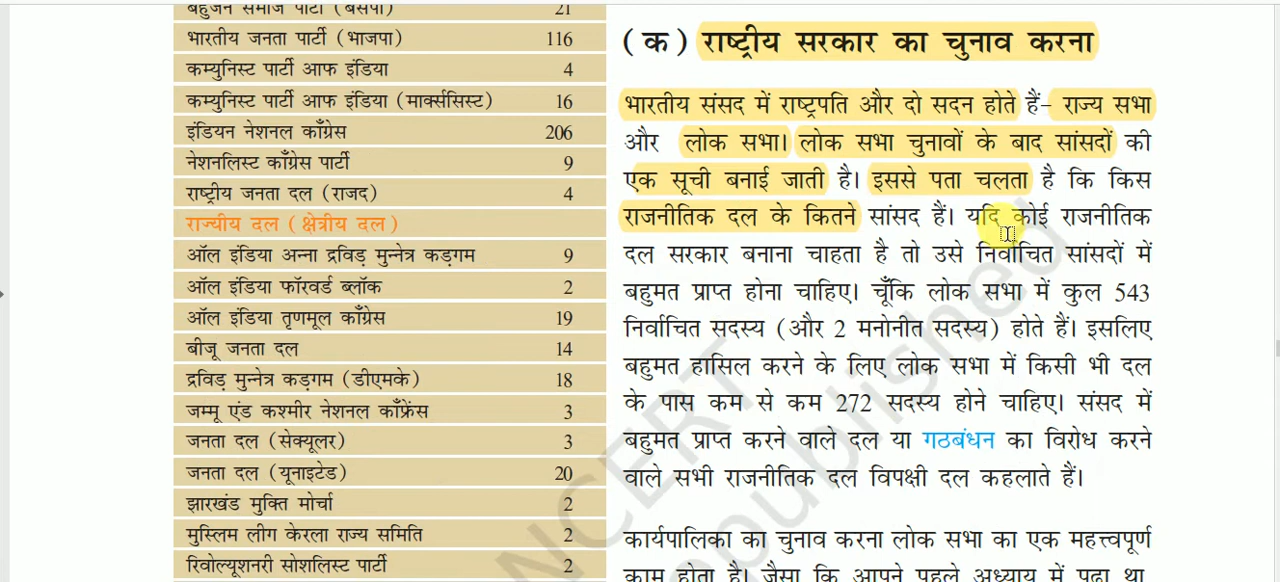 बहुजन समाज पार्टी (बसपा) 21
भारतीय जनता पार्टी (भाजपा) 116
कम्युनिस्ट पार्टी आफ इंडिया 4
कम्युनिस्ट पार्टी आफ इंडिया (मार्क्ससिस्ट) 16
इंडियन नेशनल काँग्रेस 206
नेशनलिस्ट काँग्रेस पार्टी 9
राष्ट्रीय जनता दल (राजद) 4
राज्यीय दल (क्षेत्रीय दल)
ऑल इंडिया अन्ना द्रविड़ मुन्नेत्र कड़गम 9
ऑल इंडिया फॉरवर्ड ब्लॉक 2
ऑल इंडिया तृणमूल काँग्रेस 19
बीजू जनता दल 14
द्रविड़ मुन्नेत्र कड़गम (डीएमके) 18
जम्मू एंड कश्मीर नेशनल काँफ्रेंस 3
जनता दल (सेक्यूलर) 3
जनता दल (यूनाइटेड) 20
झारखंड मुक्ति मोर्चा 2
मुस्लिम लीग केरला राज्य समिति 2
रिवोल्यूशनरी सोशलिस्ट पार्टी 2
(क) राष्ट्रीय सरकार का चुनाव करना
भारतीय संसद में राष्ट्रपति और दो सदन होते हैं– राज्य सभा
और लोक सभा। लोक सभा चुनावों के बाद सांसदों की
एक सूची बनाई जाती है। इससे पता चलता है कि किस
राजनीतिक दल के कितने सांसद हैं। यदि कोई राजनीतिक
दल सरकार बनाना चाहता है तो उसे निर्वाचित सांसदों में
बहुमत प्राप्त होना चाहिए। चूँकि लोक सभा में कुल 543
निर्वाचित सदस्य (और 2 मनोनीत सदस्य) होते हैं। इसलिए
बहुमत हासिल करने के लिए लोक सभा में किसी भी दल
के पास कम से कम 272 सदस्य होने चाहिए। संसद में
बहुमत प्राप्त करने वाले दल या गठबंधन का विरोध करने
वाले सभी राजनीतिक दल विपक्षी दल कहलाते हैं।
कार्यपालिका का चुनाव करना लोक सभा का एक महत्त्वपूर्ण
काम होता है। जैसा कि आपने पहले अध्याय में पढ़ा था,
NCERT
republished